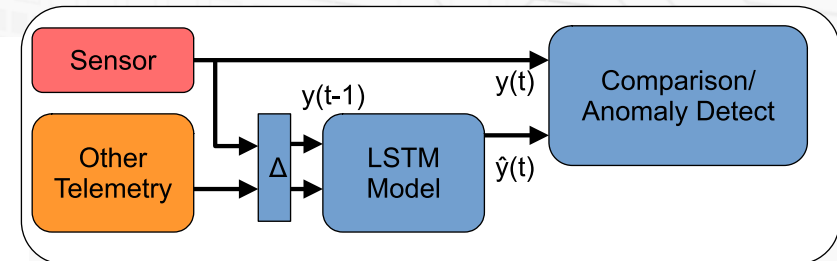 Sensor
y(t)
Comparison/
Anomaly Detect
y(t-1)
Other
Telemetry
Δ
LSTM
Model
ŷ(t)